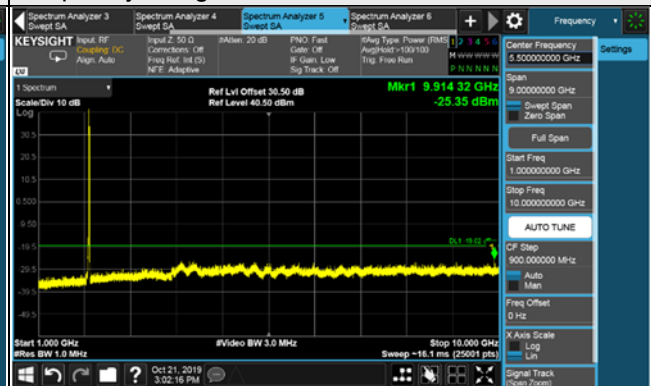 Spectrum Analyzer 3
Swept SA
Spectrum Analyzer 4
Swept SA
Spectrum Analyzer 5
Swept SA
Spectrum Analyzer 6
Swept SA
+
Frequency
KEYSIGHT
Input: RF
Coupling: DC
Align: Auto
Input Z: 50 Ω
Corrections: Off
Freq Ref: Int (S)
NFE: Adaptive
#Atten: 20 dB
PNO: Fast
Gate: Off
IF Gain: Low
Sig Track: Off
#Avg Type: Power (RMS)
Avg|Hold:>100/100
Trig: Free Run
1 2 3 4 5 6
M W W W W W
P N N N N N
Center Frequency
5.500000000 GHz
Settings
Span
9.00000000 GHz
Swept Span
Zero Span
Full Span
Start Freq
1.000000000 GHz
Stop Freq
10.000000000 GHz
AUTO TUNE
CF Step
900.000000 MHz
Auto
Man
Freq Offset
0 Hz
X Axis Scale
Log
Lin
Signal Track
(Span Zoom)
1 Spectrum
Scale/Div 10 dB
Log
Ref Lvl Offset 30.50 dB
Ref Level 40.50 dBm
Mkr1 9.914 32 GHz
-25.35 dBm
30.5
20.5
10.5
0.500
-9.50
-19.5
-29.5
-39.5
-49.5
Start 1.000 GHz
#Res BW 1.0 MHz
#Video BW 3.0 MHz
Stop 10.000 GHz
Sweep ~16.1 ms (25001 pts)
?
Oct 21, 2019
3:02:16 PM